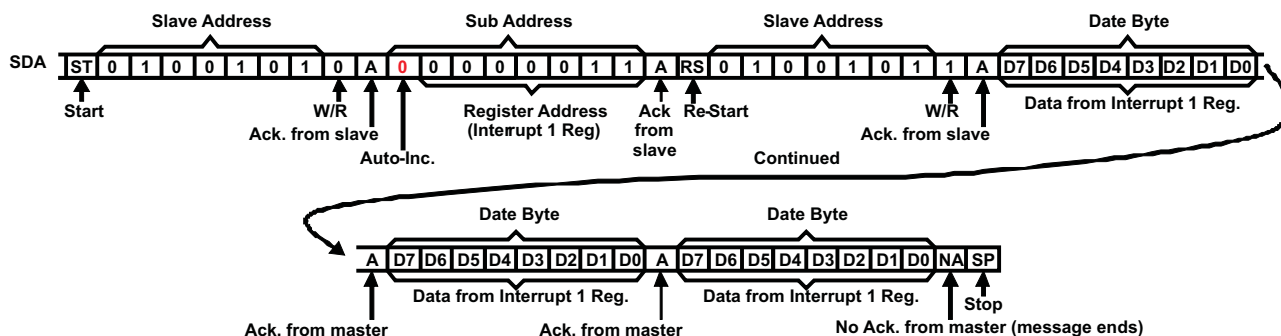 Slave Address Sub Address Slave Address Date Byte
SDA ST 0 1 0 0 1 0 1 0 A 0 0 0 0 0 0 1 1 A RS 0 1 0 0 1 0 1 1 A D7 D6 D5 D4 D3 D2 D1 D0
Start W/R Register Address Ack Re-Start W/R Data from Interrupt 1 Reg.
Ack. from slave (Interrupt 1 Reg) from Ack. from slave
slave
Auto-Inc. Continued
Date Byte Date Byte
A D7 D6 D5 D4 D3 D2 D1 D0 A D7 D6 D5 D4 D3 D2 D1 D0 NA SP
Data from Interrupt 1 Reg. Data from Interrupt 1 Reg. Stop
Ack. from master Ack. from master No Ack. from master (message ends)